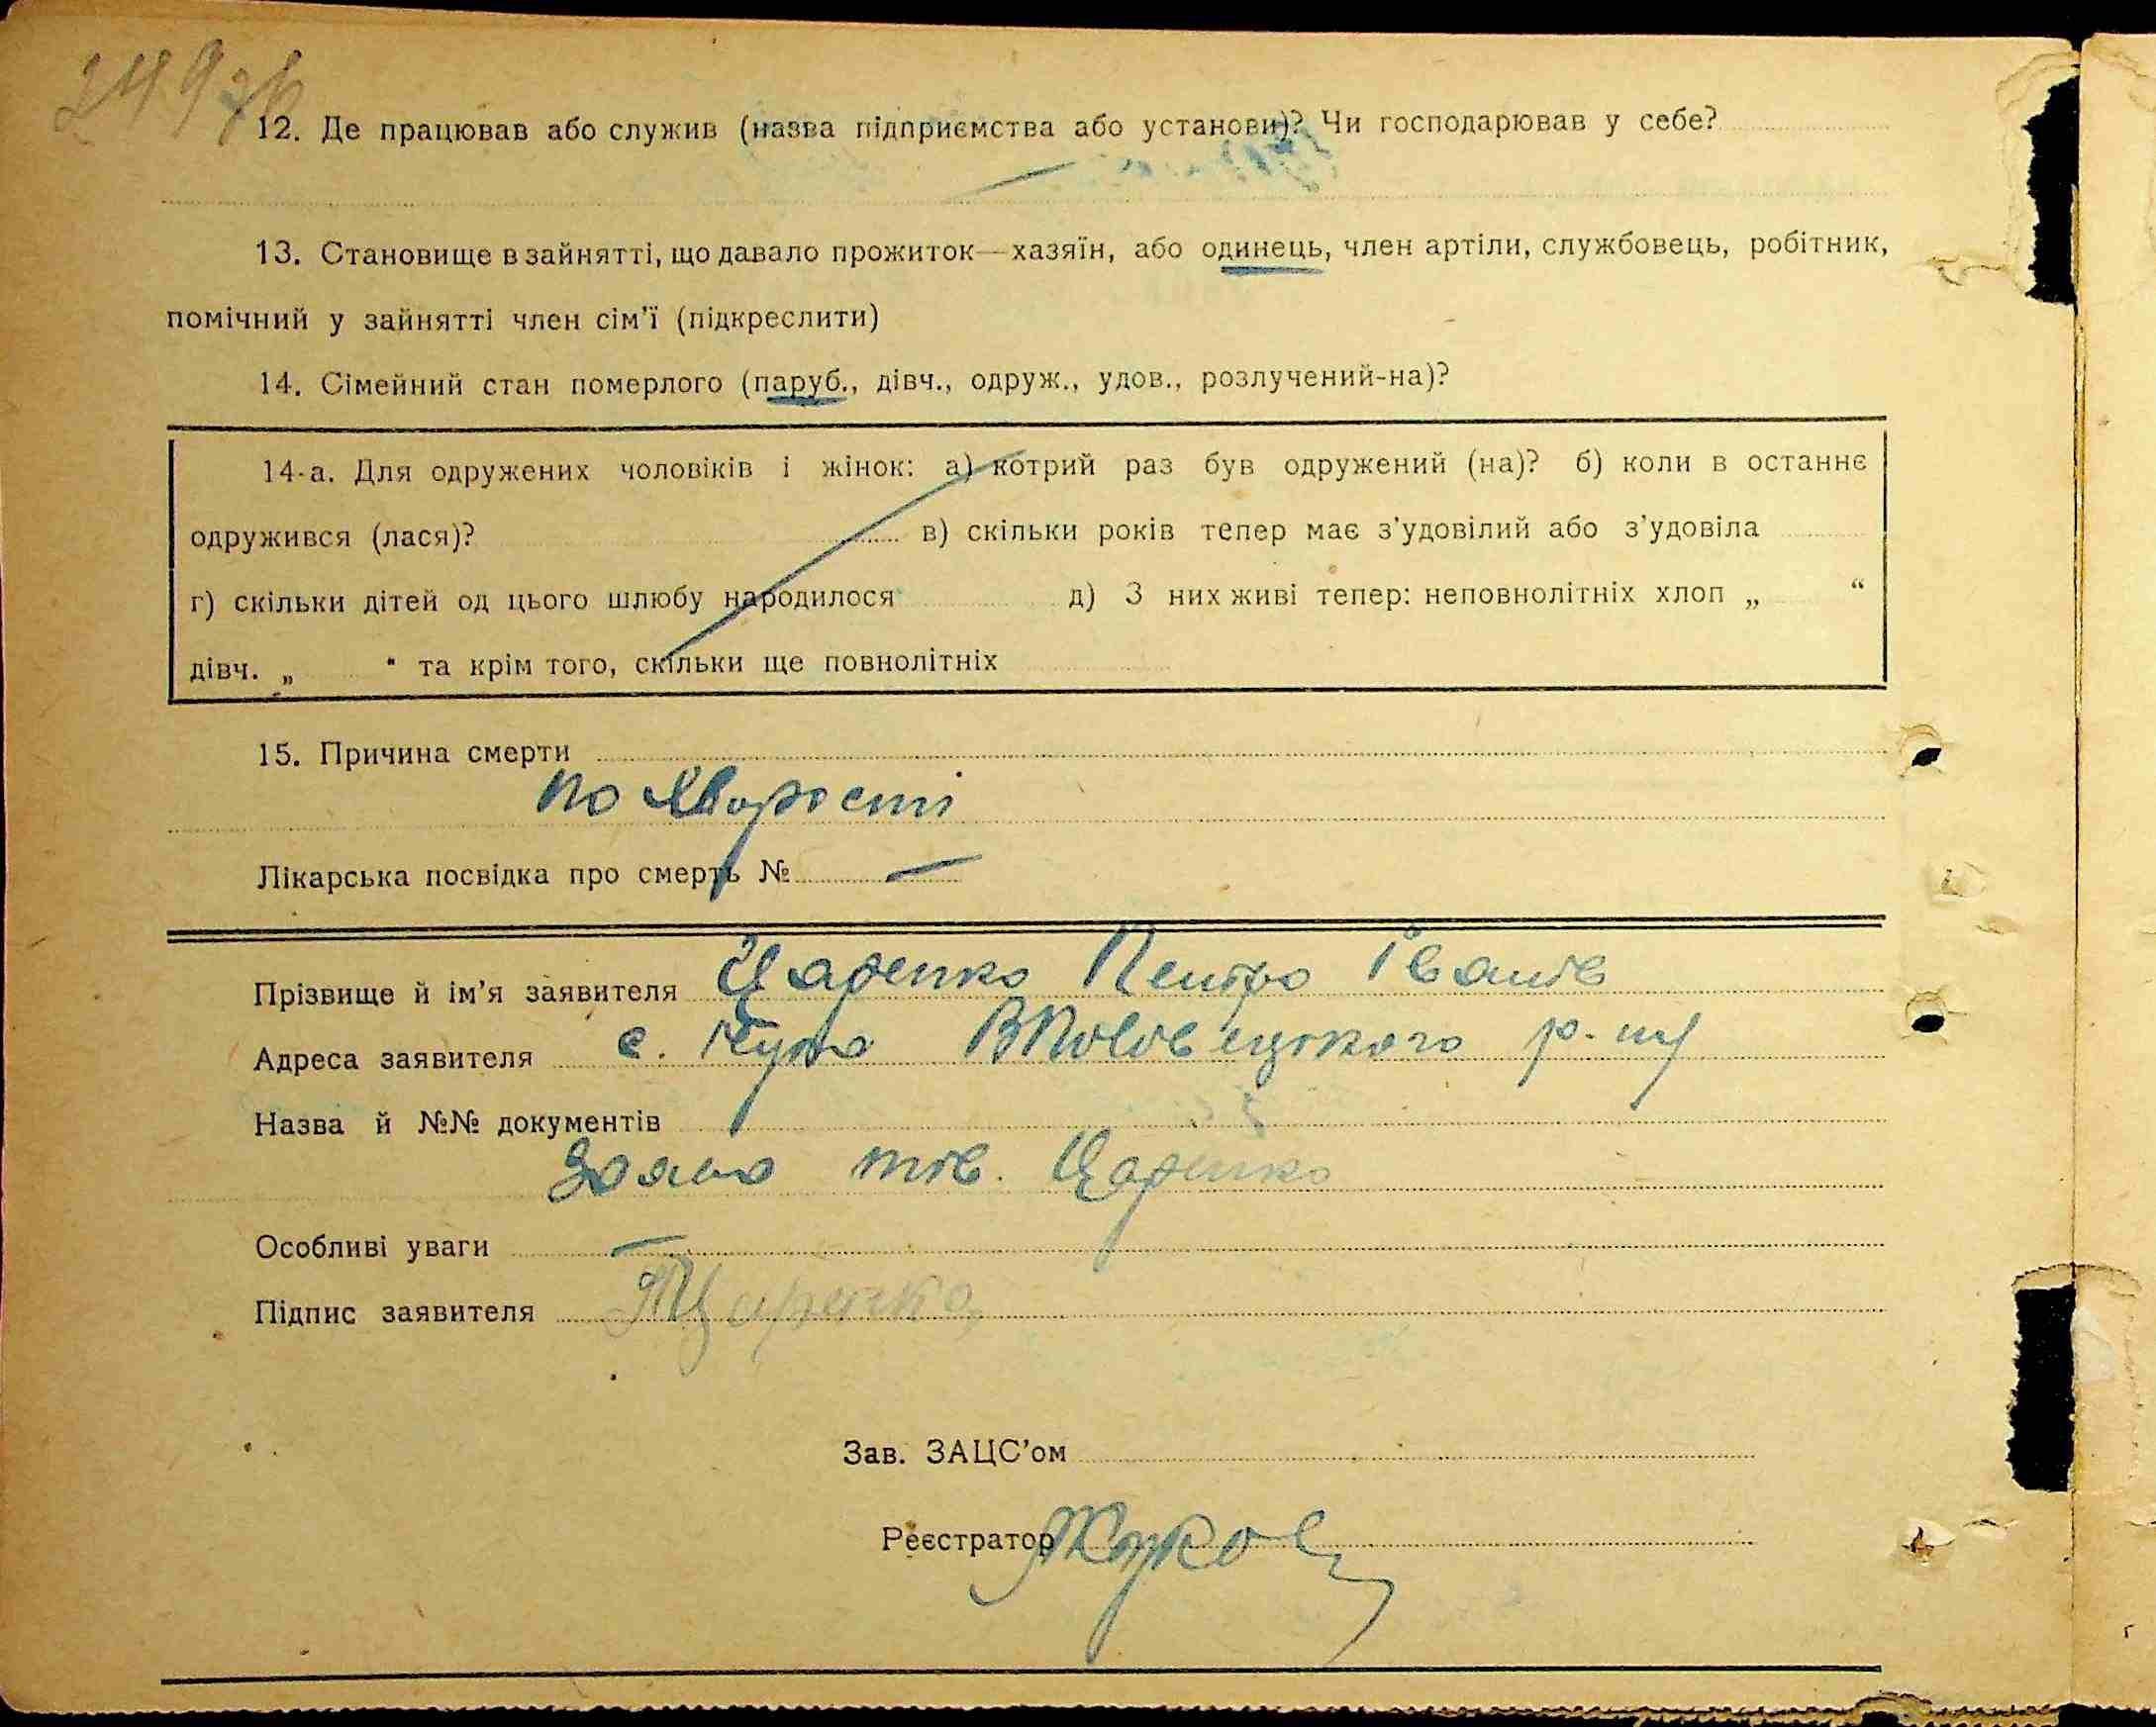 249зв
12. Де працював або служив (назва підприємства або установи)? Чи господарював у себе?
13. Становище в зайнятті, що давало прожиток—хазяїн, або одинець, член артіли, службовець, робітник,
помічний у зайнятті член сім’ї (підкреслити)
14. Сімейний стан померлого (паруб., дівч., одруж., удов., розлучений-на)?
14-а. Для одружених чоловіків і жінок: а) котрий раз був одружений (на)? б) коли в останнє
одружився (лася)? в) скільки років тепер має з’удовілий або з’удовіла
г) скільки дітей од цього шлюбу народилося д) З них живі тепер: неповнолітніх хлоп „ “
дівч. „ “ та крім того, скільки ще повнолітніх
15. Причина смерти
по хворості
Лікарська посвідка про смерть № —
Прізвище й ім’я заявителя Царенко Петро Іванів
Адреса заявителя с.
Назва й №№ документів
Заява тов. Царенко
Особливі уваги —
Підпис заявителя Царенко
Зав. ЗАЦС’ом
Реєстратор